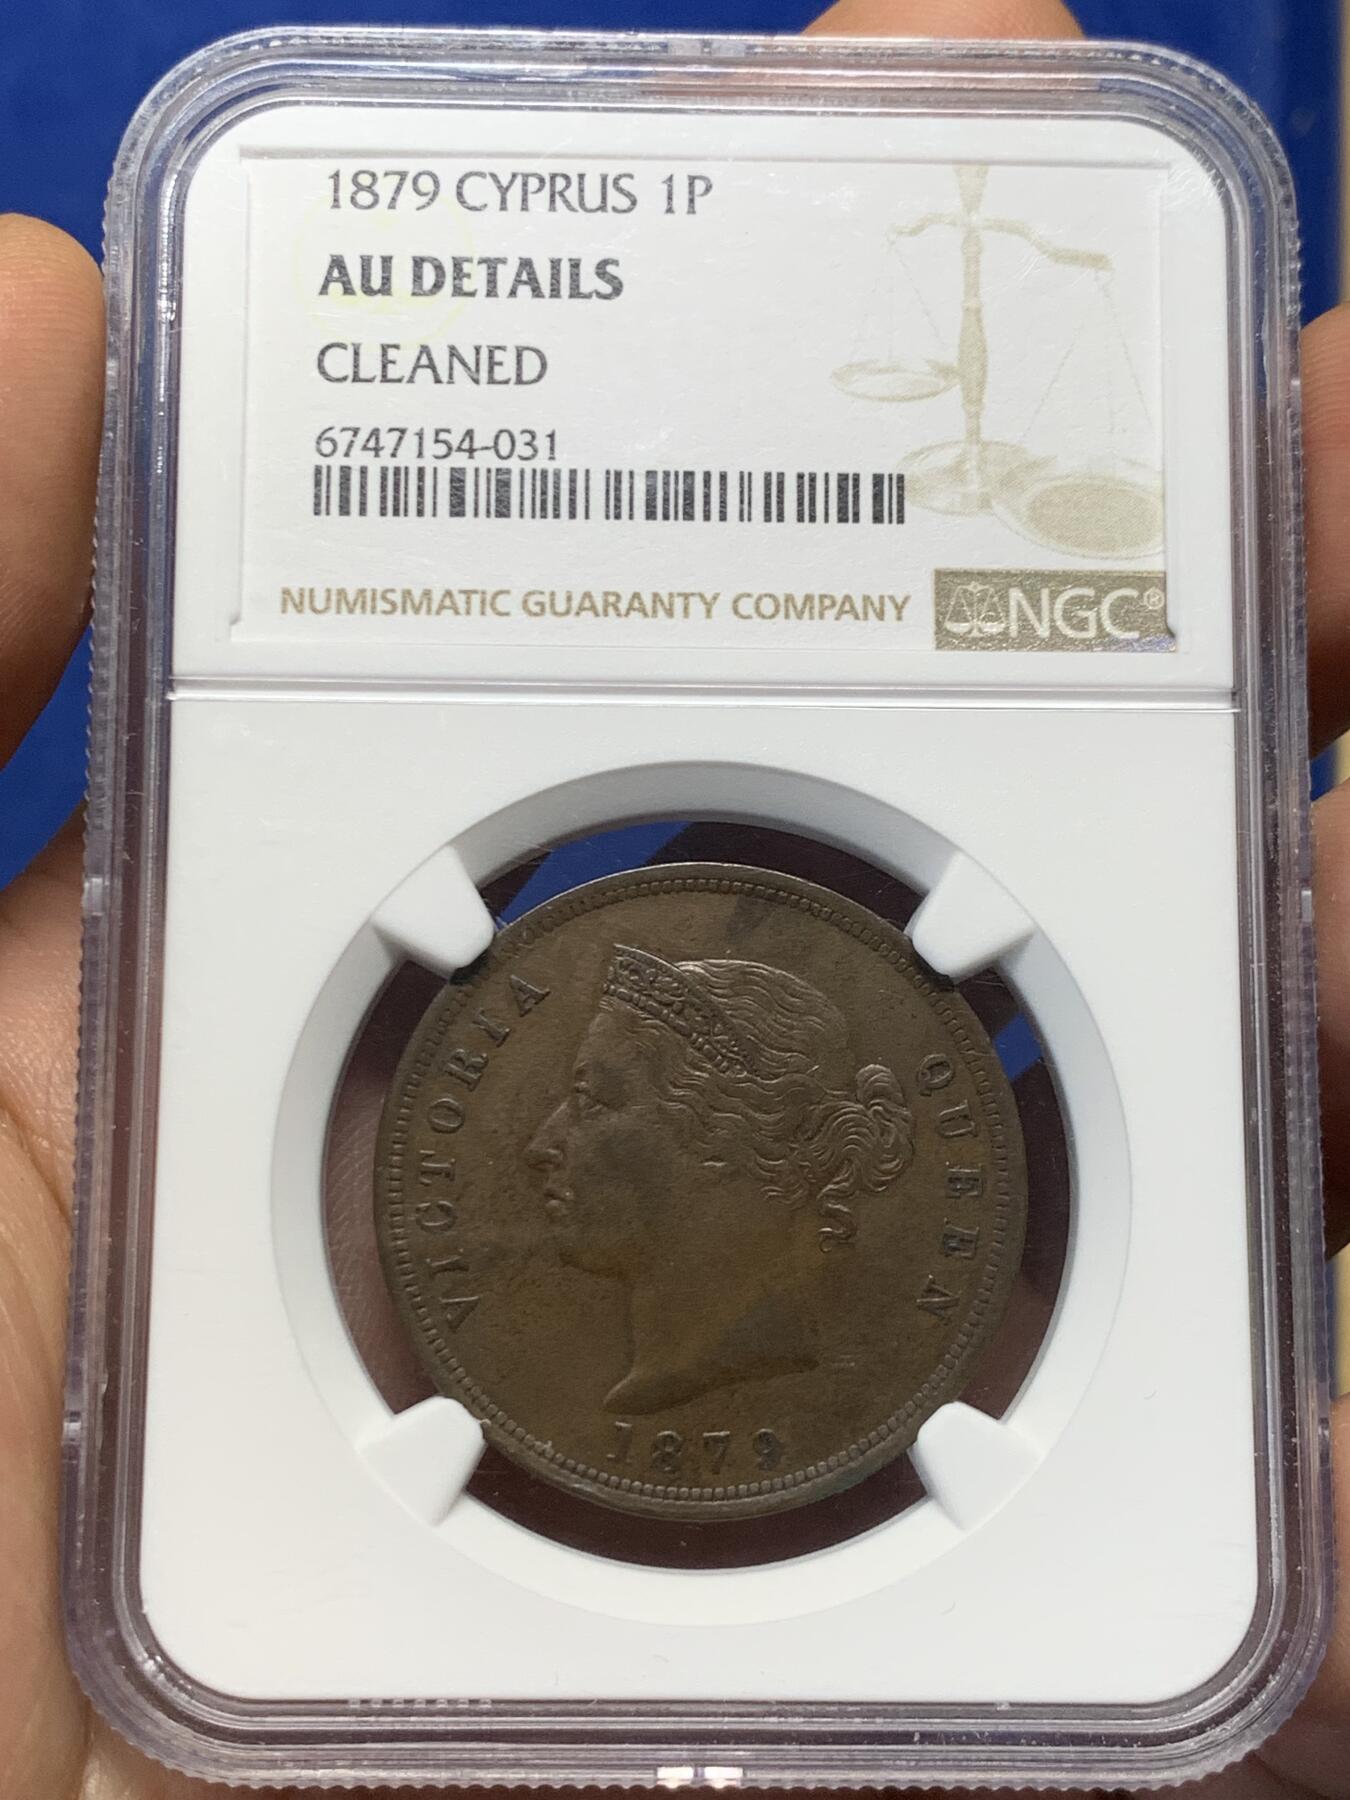 1879 CYPRUS 1P
AU DETAILS
CLEANED
6747154-031
NUMISMATIC GUARANTY COMPANY
NGC®
VICTORIA QUEEN
1879